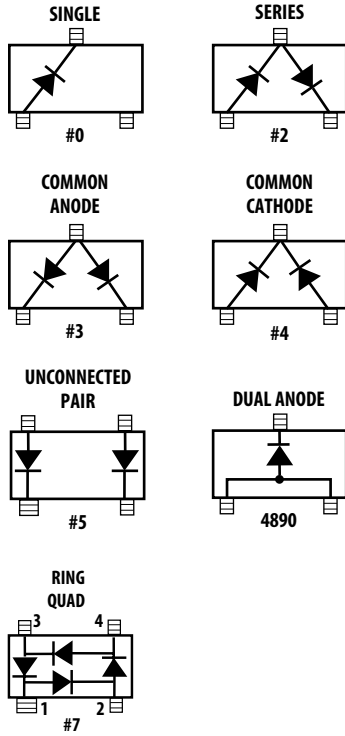 SINGLE
SERIES
#0
#2
COMMON
ANODE
COMMON
CATHODE
#3
#4
UNCONNECTED
PAIR
DUAL ANODE
#5
4890
RING
QUAD
3 4
1 2
#7